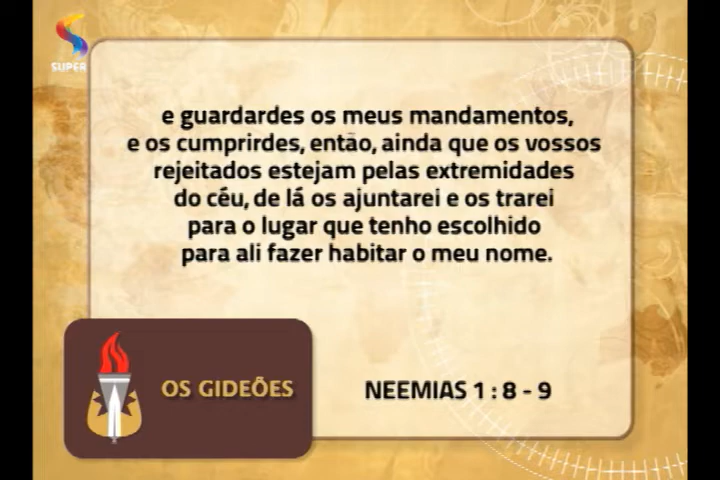 SUPER
e guardardes os meus mandamentos,
e os cumprirdes, então, ainda que os vossos
rejeitados estejam pelas extremidades
do céu, de lá os ajuntarei e os trarei
para o lugar que tenho escolhido
para ali fazer habitar o meu nome.
OS GIDEÕES
NEEMIAS 1 : 8 - 9